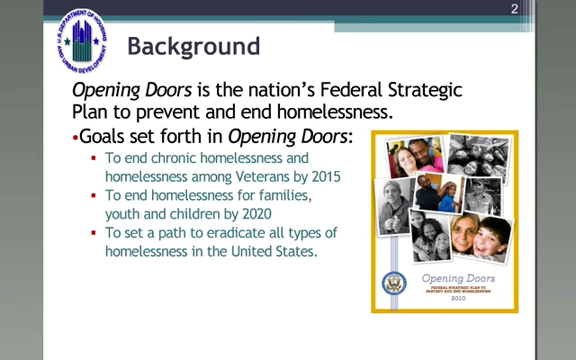 2
U.S. DEPARTMENT OF HOUSING
AND URBAN DEVELOPMENT
Background
Opening Doors is the nation's Federal Strategic
Plan to prevent and end homelessness.
•Goals set forth in Opening Doors:
▪ To end chronic homelessness and
homelessness among Veterans by 2015
▪ To end homelessness for families,
youth and children by 2020
▪ To set a path to eradicate all types of
homelessness in the United States.
Opening Doors
FEDERAL STRATEGIC PLAN TO
PREVENT AND END HOMELESSNESS
2010